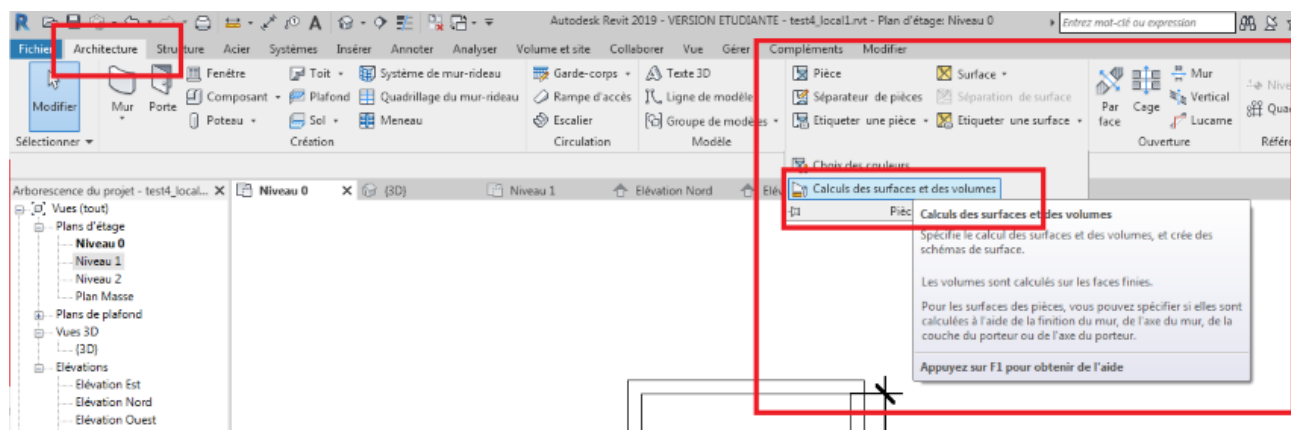 Autodesk Revit 2019 - VERSION ETUDIANTE - test4_local1.rvt - Plan d'étage: Niveau 0
Entrez mot-clé ou expression
Fichier Architecture Structure Acier Systèmes Insérer Annoter Analyser Volume et site Collaborer Vue Gérer Compléments Modifier
Fenêtre Toit Système de mur-rideau Garde-corps Texte 3D Pièce Surface Mur
Composant Plafond Quadrillage du mur-rideau Rampe d'accès Ligne de modèle Séparateur de pièces Séparation de surface Vertical
Modifier Mur Porte Par face Cage
Poteau Sol Meneau Escalier Groupe de modèles Etiqueter une pièce Etiqueter une surface Lucarne
Sélectionner Création Circulation Modèle Ouverture
Choix des couleurs
Arborescence du projet - test4_local... Niveau 0 {3D} Niveau 1 Elévation Nord
Calculs des surfaces et des volumes
Vues (tout)
Plans d'étage
Niveau 0
Niveau 1
Niveau 2
Plan Masse
Plans de plafond
Vues 3D
{3D}
Elévations
Elévation Est
Elévation Nord
Elévation Ouest
Calculs des surfaces et des volumes
Spécifie le calcul des surfaces et des volumes, et crée des
schémas de surface.
Les volumes sont calculés sur les faces finies.
Pour les surfaces des pièces, vous pouvez spécifier si elles sont
calculées à l'aide de la finition du mur, de l'axe du mur, de la
couche du porteur ou de l'axe du porteur.
Appuyez sur F1 pour obtenir de l'aide